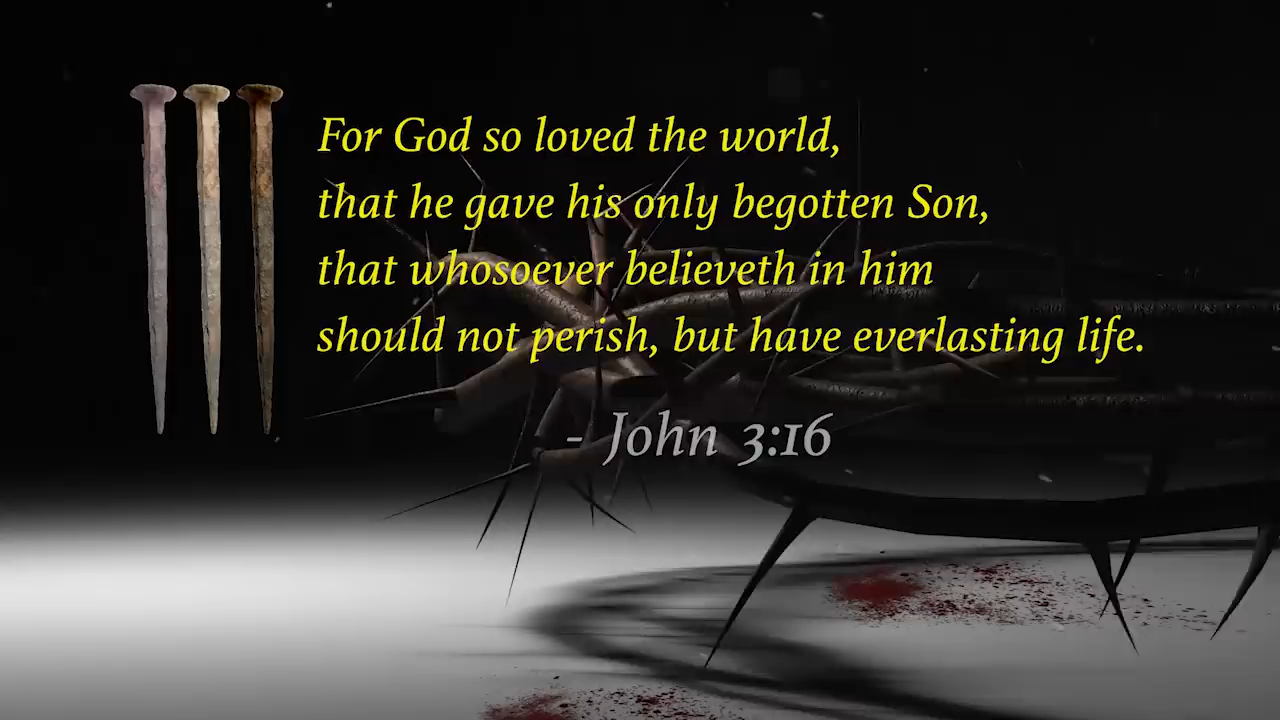 For God so loved the world,
that he gave his only begotten Son,
that whosoever believeth in him
should not perish, but have everlasting life.
- John 3:16